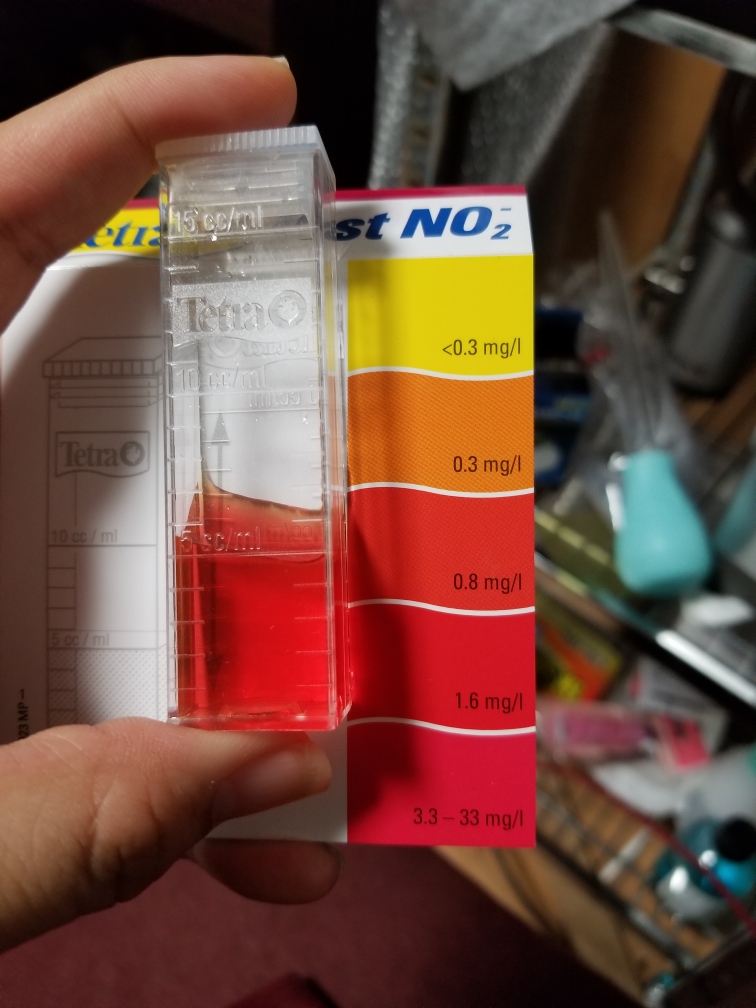 etra st NO₂⁻
15 cc/ml
Tetra
10 cc/ml
5 cc/ml
Tetra
10 cc / ml
5 cc / ml
<0.3 mg/l
0.3 mg/l
0.8 mg/l
1.6 mg/l
3.3 – 33 mg/l